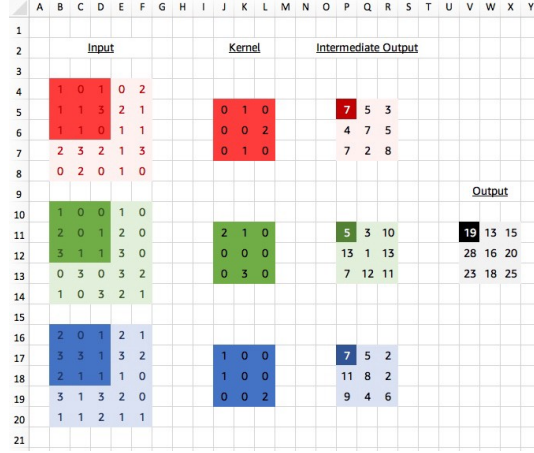 A B C D E F G H I J K L M N O P Q R S T U V W X Y
1
2 Input Kernel Intermediate Output
3
4 1 0 1 0 2
5 1 1 3 2 1 0 1 0 7 5 3
6 1 1 0 1 1 0 0 2 4 7 5
7 2 3 2 1 3 0 1 0 7 2 8
8 0 2 0 1 0
9 Output
10 1 0 0 1 0
11 2 0 1 2 0 2 1 0 5 3 10 19 13 15
12 3 1 1 3 0 0 0 0 13 1 13 28 16 20
13 0 3 0 3 2 0 3 0 7 12 11 23 18 25
14 1 0 3 2 1
15
16 2 0 1 2 1
17 3 3 1 3 2 1 0 0 7 5 2
18 2 1 1 1 0 1 0 0 11 8 2
19 3 1 3 2 0 0 0 2 9 4 6
20 1 1 2 1 1
21